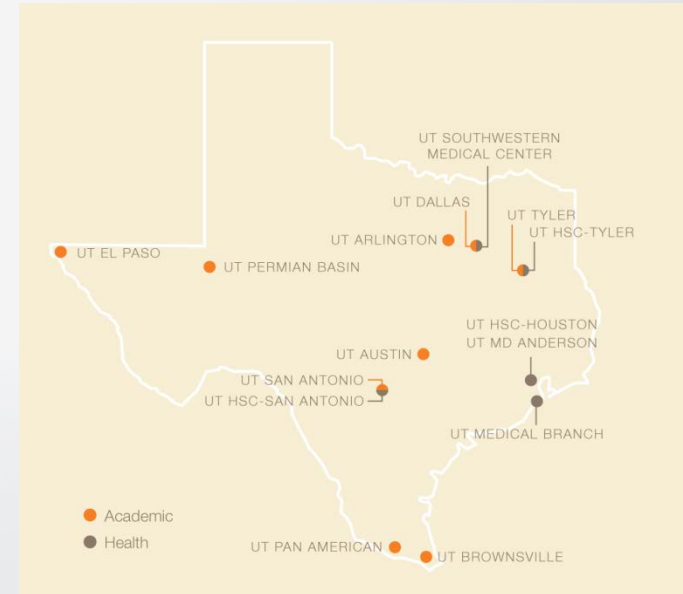 UT SOUTHWESTERN
MEDICAL CENTER
UT DALLAS
UT TYLER
UT HSC-TYLER
UT ARLINGTON
UT EL PASO
UT PERMIAN BASIN
UT HSC-HOUSTON
UT MD ANDERSON
UT AUSTIN
UT SAN ANTONIO
UT HSC-SAN ANTONIO
UT MEDICAL BRANCH
Academic
Health
UT PAN AMERICAN
UT BROWNSVILLE